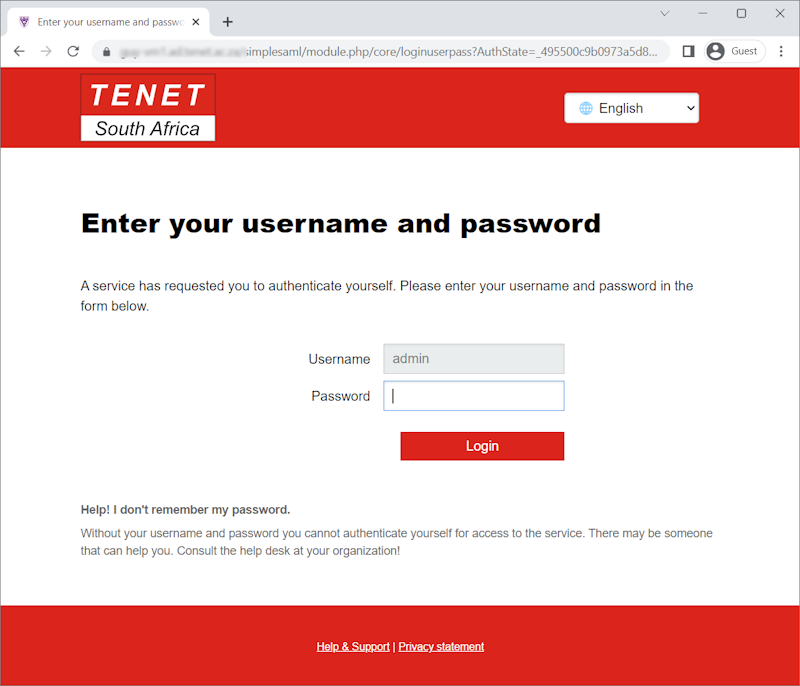 Enter your username and passwo
simplesaml/module.php/core/loginuserpass?AuthState=_495500c9b0973a5d8...
Guest
TENET
South Africa
English
Enter your username and password
A service has requested you to authenticate yourself. Please enter your username and password in the
form below.
Username admin
Password
Login
Help! I don't remember my password.
Without your username and password you cannot authenticate yourself for access to the service. There may be someone
that can help you. Consult the help desk at your organization!
Help & Support | Privacy statement